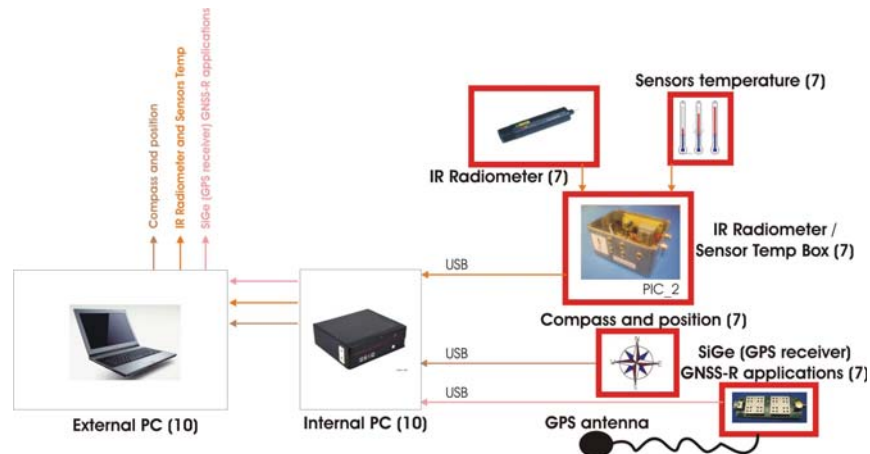 Compass and position
IR Radiometer and Sensors Temp
SiGe (GPS receiver) GNSS-R applications
Sensors temperature (7)
IR Radiometer (7)
IR Radiometer /
Sensor Temp Box (7)
PIC_2
USB
Compass and position (7)
SiGe (GPS receiver)
GNSS-R applications (7)
USB
USB
External PC (10)
Internal PC (10)
GPS antenna